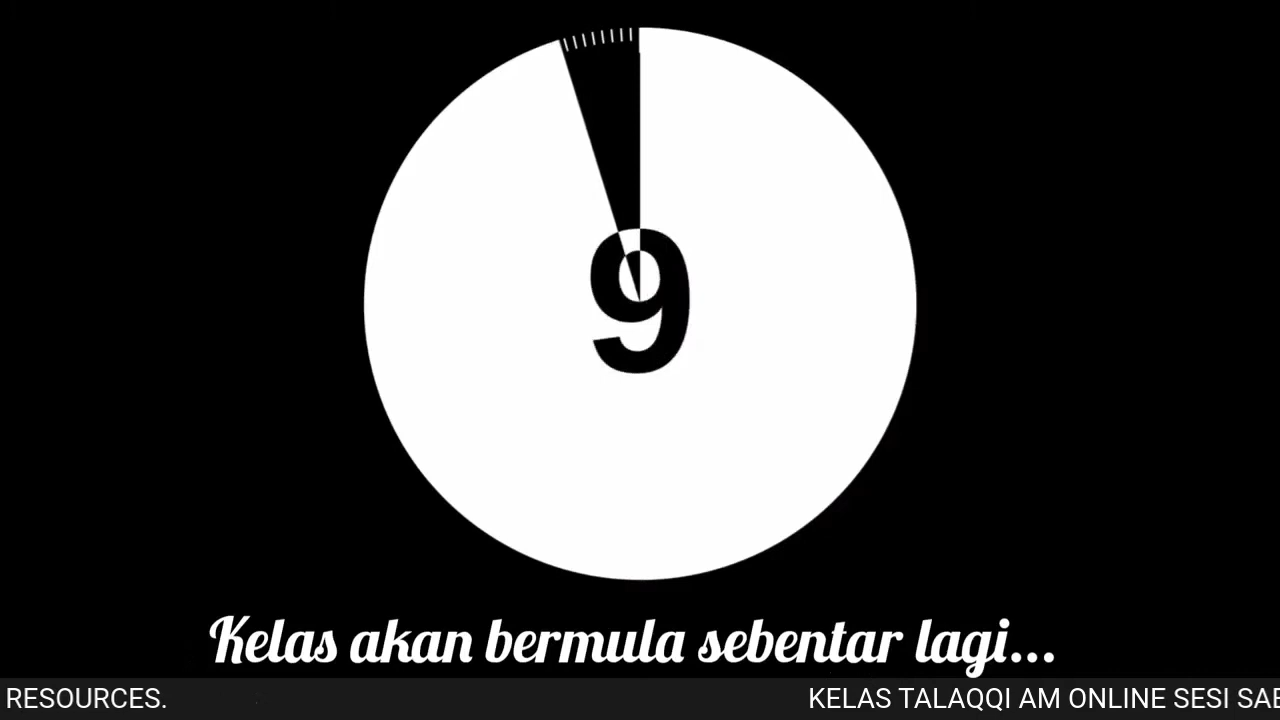 9
Kelas akan bermula sebentar lagi...
RESOURCES. KELAS TALAQQI AM ONLINE SESI